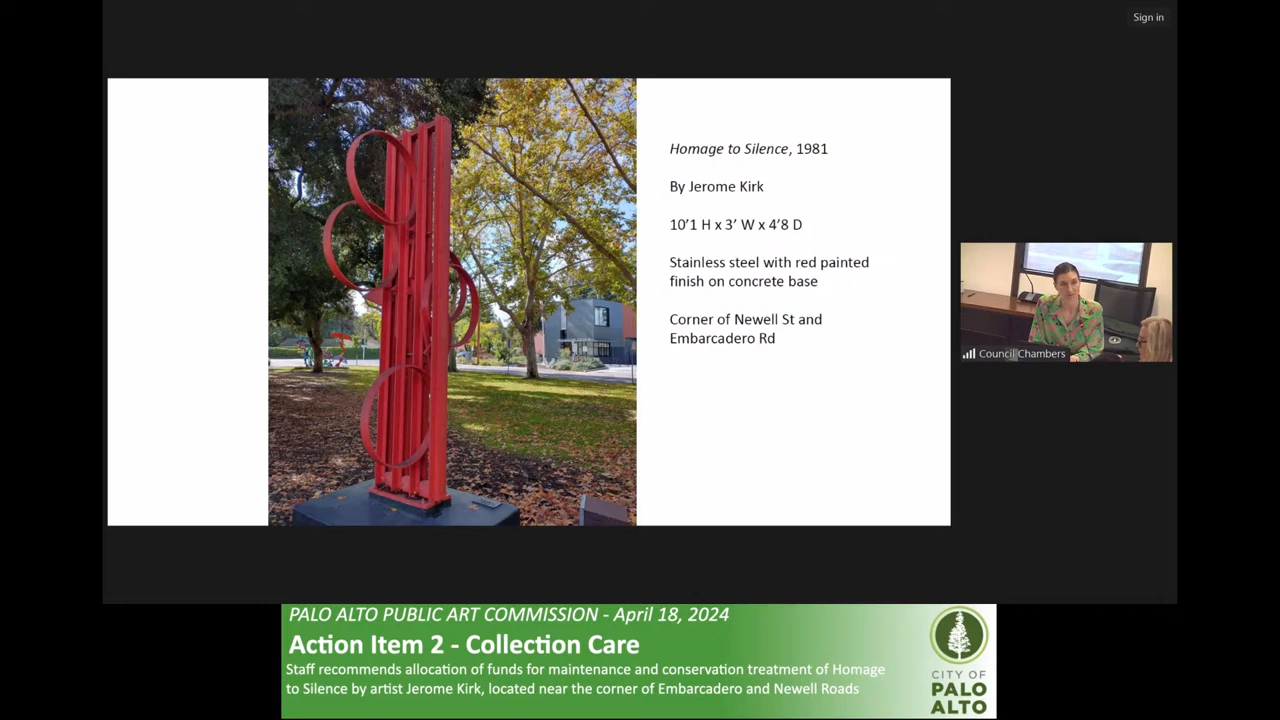 Sign in
Homage to Silence, 1981
By Jerome Kirk
10’1 H x 3’ W x 4’8 D
Stainless steel with red painted
finish on concrete base
Corner of Newell St and
Embarcadero Rd
Council Chambers
PALO ALTO PUBLIC ART COMMISSION - April 18, 2024
Action Item 2 - Collection Care
Staff recommends allocation of funds for maintenance and conservation treatment of Homage
to Silence by artist Jerome Kirk, located near the corner of Embarcadero and Newell Roads
CITY OF
PALO
ALTO